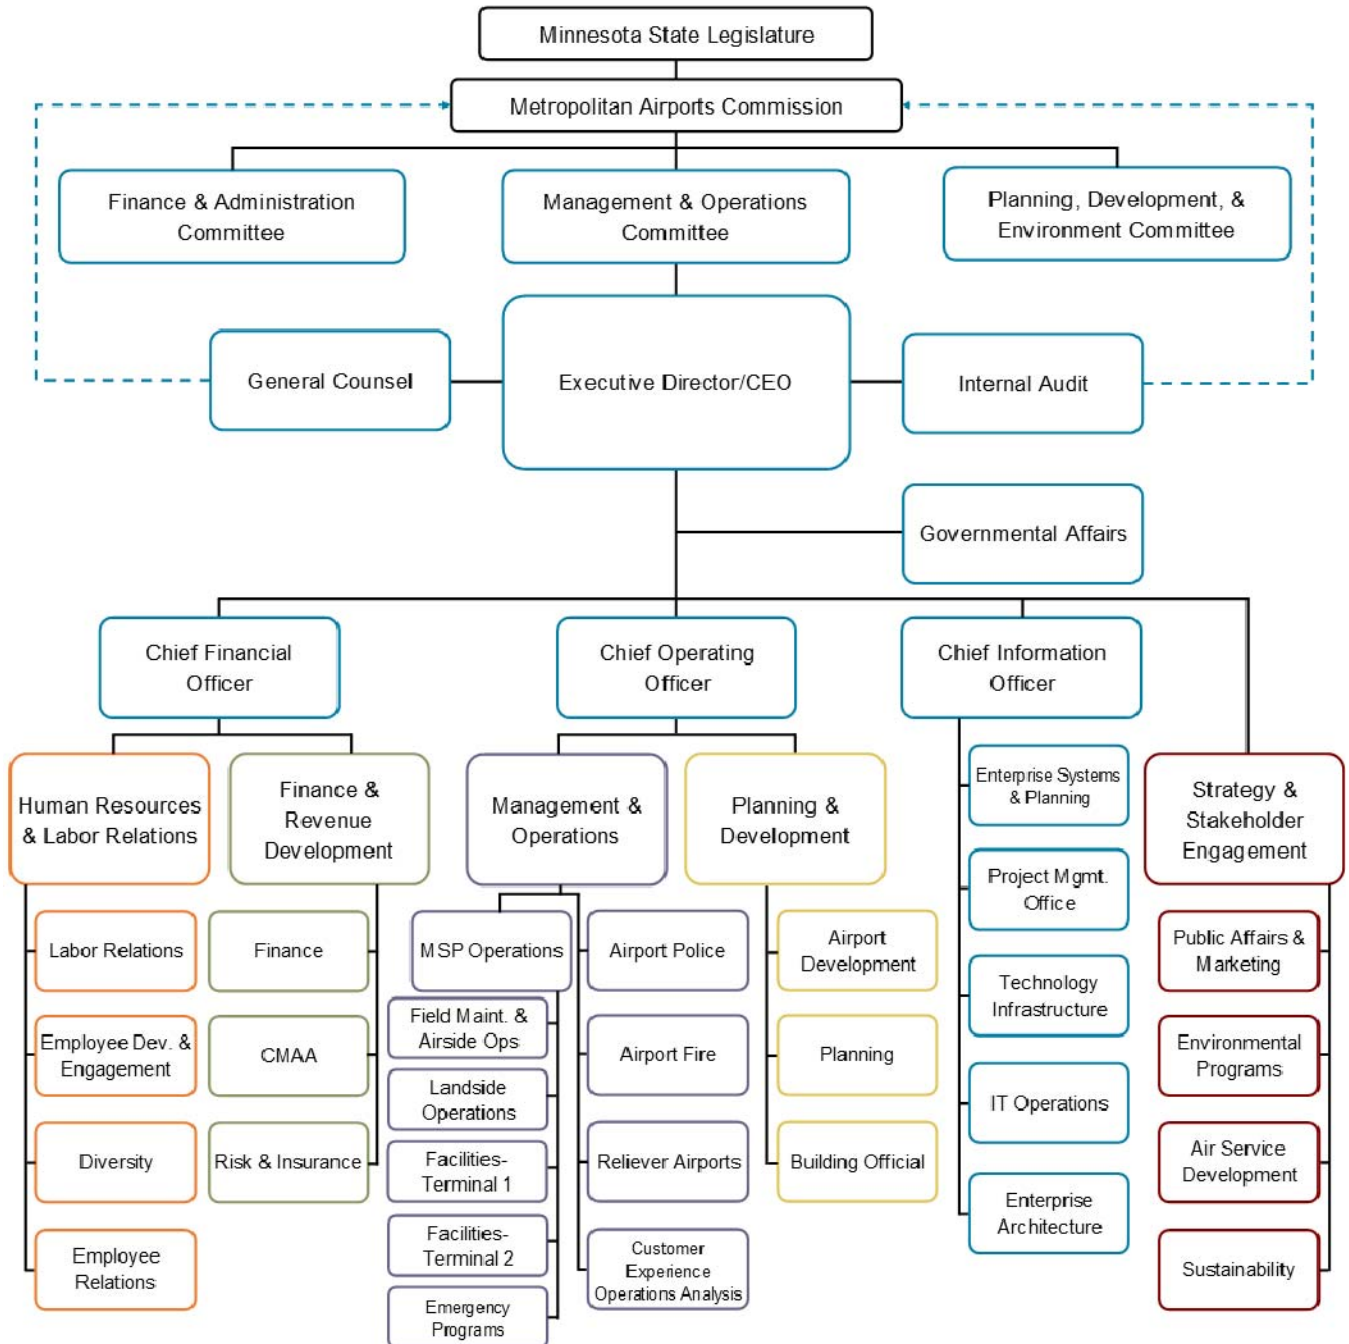 Minnesota State Legislature
Metropolitan Airports Commission
Finance & Administration
Committee
Management & Operations
Committee
Planning, Development, &
Environment Committee
General Counsel
Executive Director/CEO
Internal Audit
Governmental Affairs
Chief Financial
Officer
Chief Operating
Officer
Chief Information
Officer
Human Resources
& Labor Relations
Labor Relations
Employee Dev. &
Engagement
Diversity
Employee
Relations
Finance &
Revenue
Development
Finance
CMAA
Risk & Insurance
Management &
Operations
MSP Operations
Field Maint. &
Airside Ops
Landside
Operations
Facilities-
Terminal 1
Facilities-
Terminal 2
Emergency
Programs
Airport Police
Airport Fire
Reliever Airports
Customer
Experience
Operations Analysis
Planning &
Development
Airport
Development
Planning
Building Official
Enterprise Systems
& Planning
Project Mgmt.
Office
Technology
Infrastructure
IT Operations
Enterprise
Architecture
Strategy &
Stakeholder
Engagement
Public Affairs &
Marketing
Environmental
Programs
Air Service
Development
Sustainability